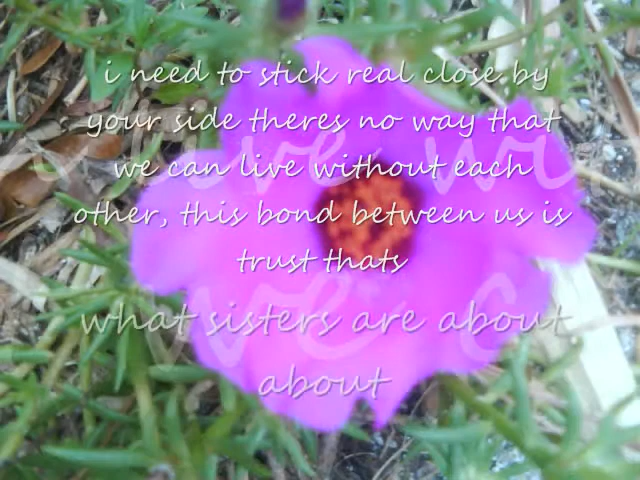 i need to stick real close by
your side theres no way that
we can live without each
other, this bond between us is
trust thats
what sisters are about
about